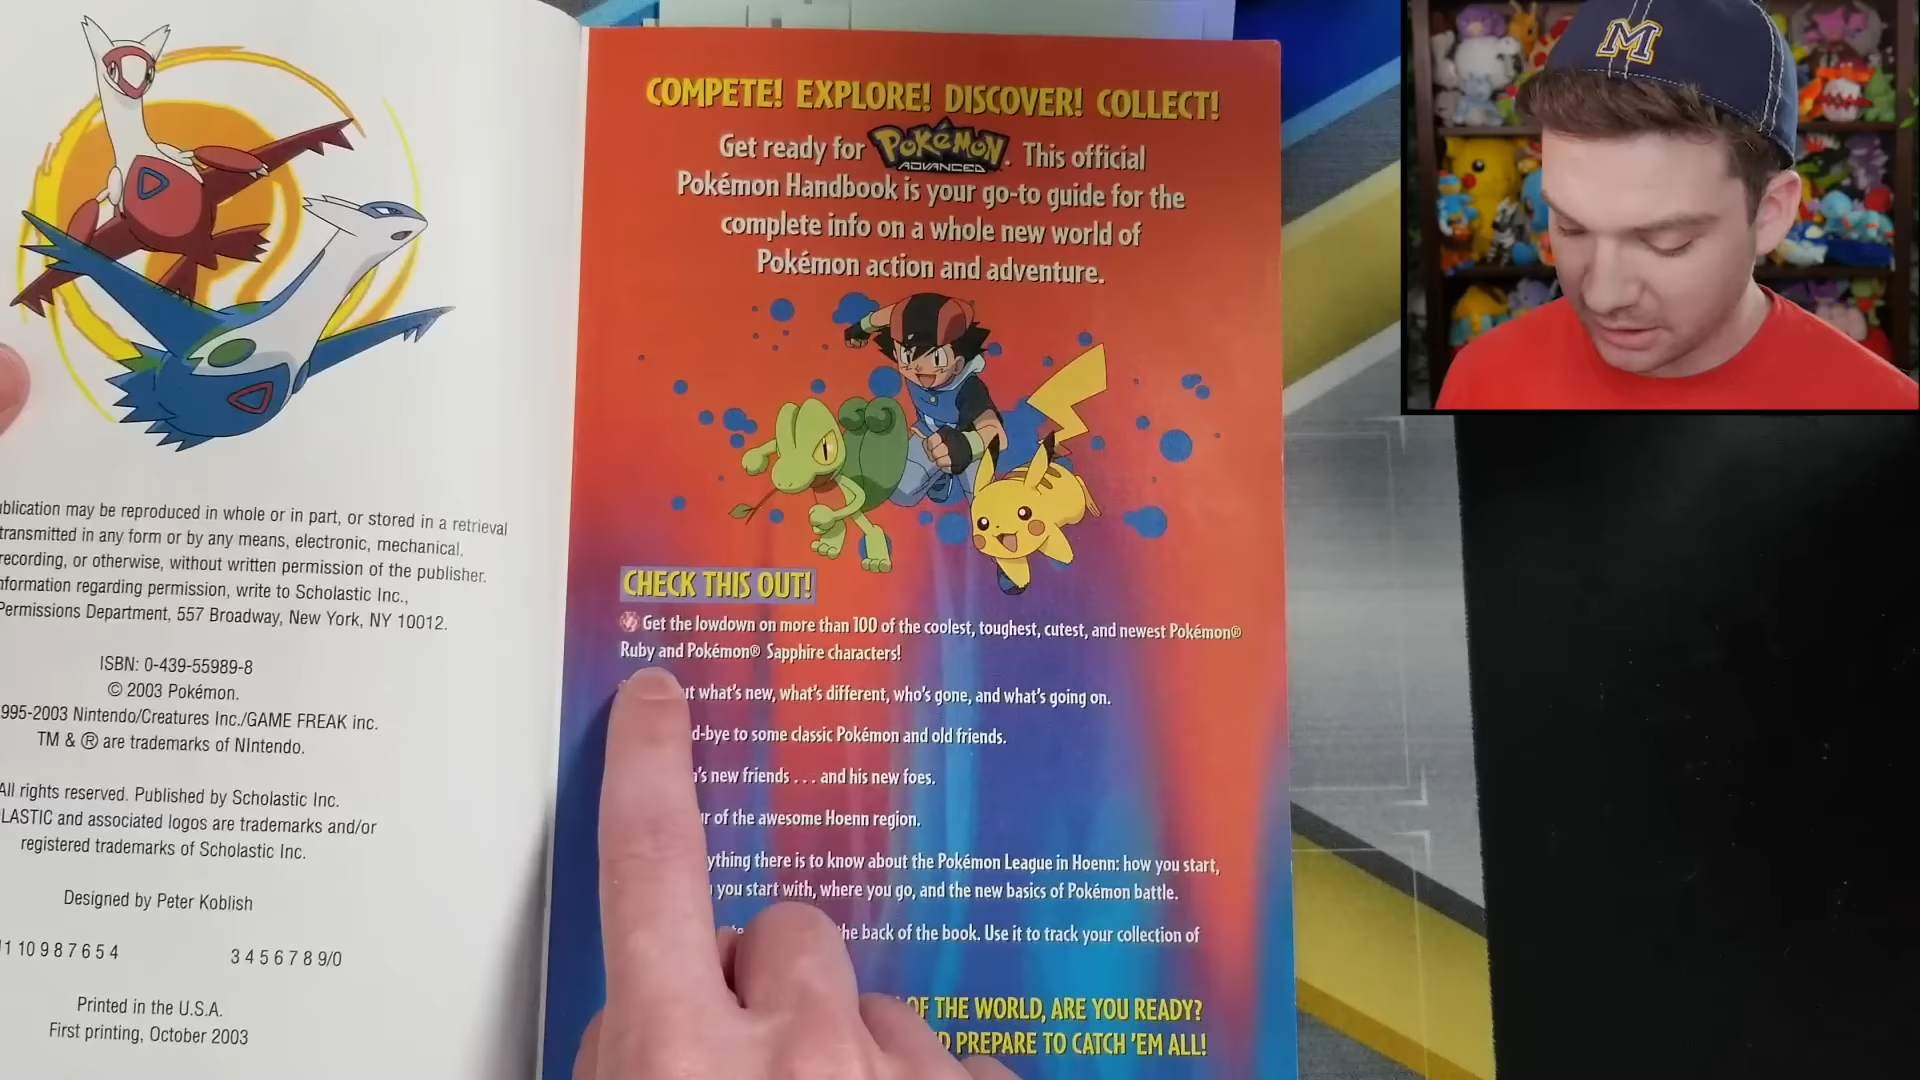 ublication may be reproduced in whole or in part, or stored in a retrieval
transmitted in any form or by any means, electronic, mechanical,
recording, or otherwise, without written permission of the publisher.
nformation regarding permission, write to Scholastic Inc.,
Permissions Department, 557 Broadway, New York, NY 10012.
ISBN: 0-439-55989-8
© 2003 Pokémon.
995-2003 Nintendo/Creatures Inc./GAME FREAK inc.
TM & ® are trademarks of NIntendo.
All rights reserved. Published by Scholastic Inc.
LASTIC and associated logos are trademarks and/or
registered trademarks of Scholastic Inc.
Designed by Peter Koblish
11 10 9 8 7 6 5 4 3 4 5 6 7 8 9/0
Printed in the U.S.A.
First printing, October 2003
COMPETE! EXPLORE! DISCOVER! COLLECT!
Get ready for POKéMON ADVANCED. This official
Pokémon Handbook is your go-to guide for the
complete info on a whole new world of
Pokémon action and adventure.
CHECK THIS OUT!
Get the lowdown on more than 100 of the coolest, toughest, cutest, and newest Pokémon®
Ruby and Pokémon® Sapphire characters!
ut what's new, what's different, who's gone, and what's going on.
d-bye to some classic Pokémon and old friends.
's new friends . . . and his new foes.
r of the awesome Hoenn region.
ything there is to know about the Pokémon League in Hoenn: how you start,
you start with, where you go, and the new basics of Pokémon battle.
he back of the book. Use it to track your collection of
OF THE WORLD, ARE YOU READY?
PREPARE TO CATCH 'EM ALL!
M